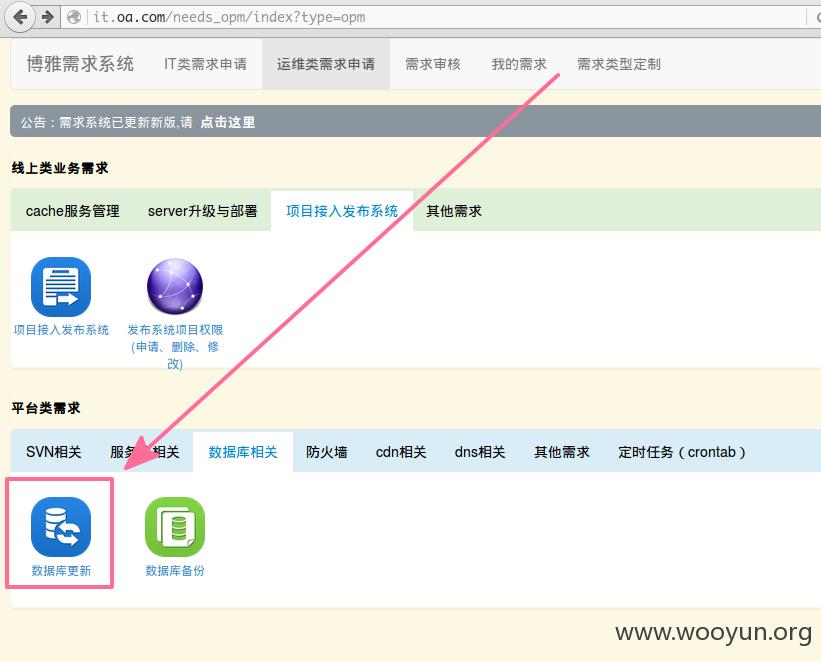 it.oa.com/needs_opm/index?type=opm
博雅需求系统 IT类需求申请 运维类需求申请 需求审核 我的需求 需求类型定制
公告：需求系统已更新新版,请 点击这里
线上类业务需求
cache服务管理 server升级与部署 项目接入发布系统 其他需求
项目接入发布系统 发布系统项目权限
(申请、删除、修
改)
平台类需求
SVN相关 服务器相关 数据库相关 防火墙 cdn相关 dns相关 其他需求 定时任务（crontab）
数据库更新 数据库备份
www.wooyun.org